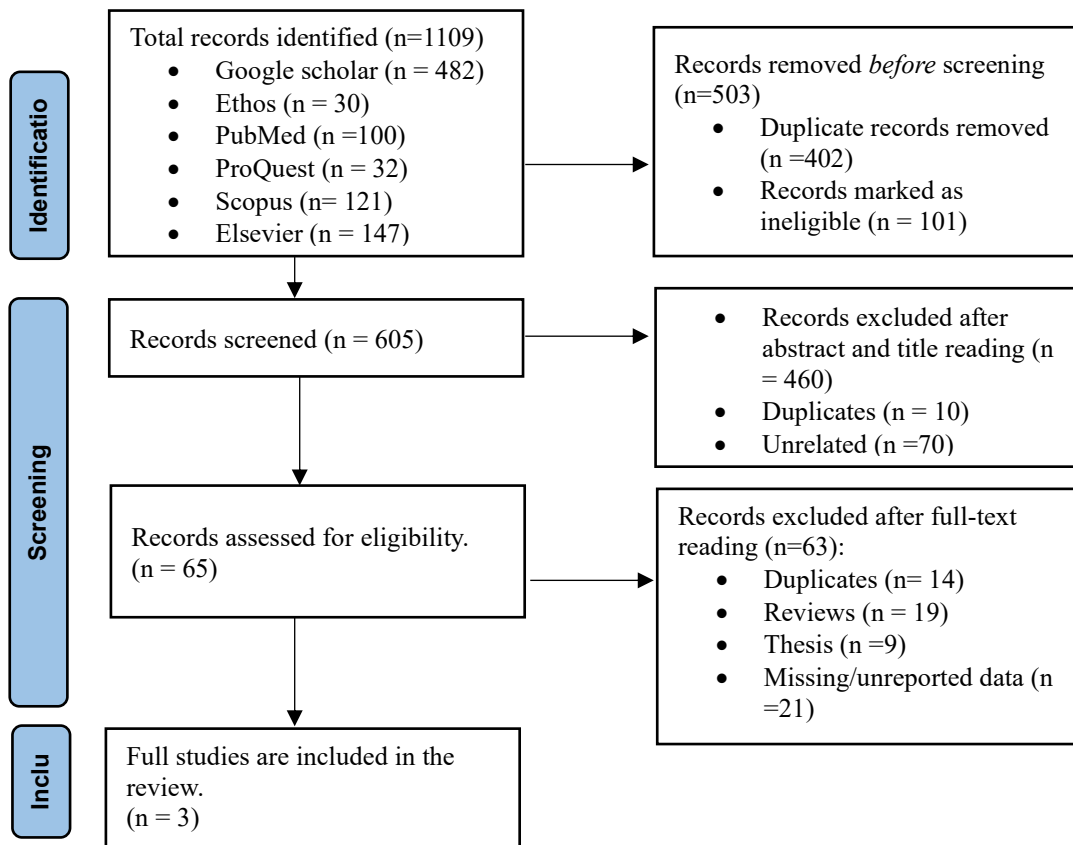 Identificatio
Total records identified (n=1109)
• Google scholar (n = 482)
• Ethos (n = 30)
• PubMed (n =100)
• ProQuest (n = 32)
• Scopus (n= 121)
• Elsevier (n = 147)
Records removed before screening
(n=503)
• Duplicate records removed
(n =402)
• Records marked as
ineligible (n = 101)
Screening
Records screened (n = 605)
• Records excluded after
abstract and title reading (n
= 460)
• Duplicates (n = 10)
• Unrelated (n =70)
Records assessed for eligibility.
(n = 65)
Records excluded after full-text
reading (n=63):
• Duplicates (n= 14)
• Reviews (n = 19)
• Thesis (n =9)
• Missing/unreported data (n
=21)
Inclu
Full studies are included in the
review.
(n = 3)